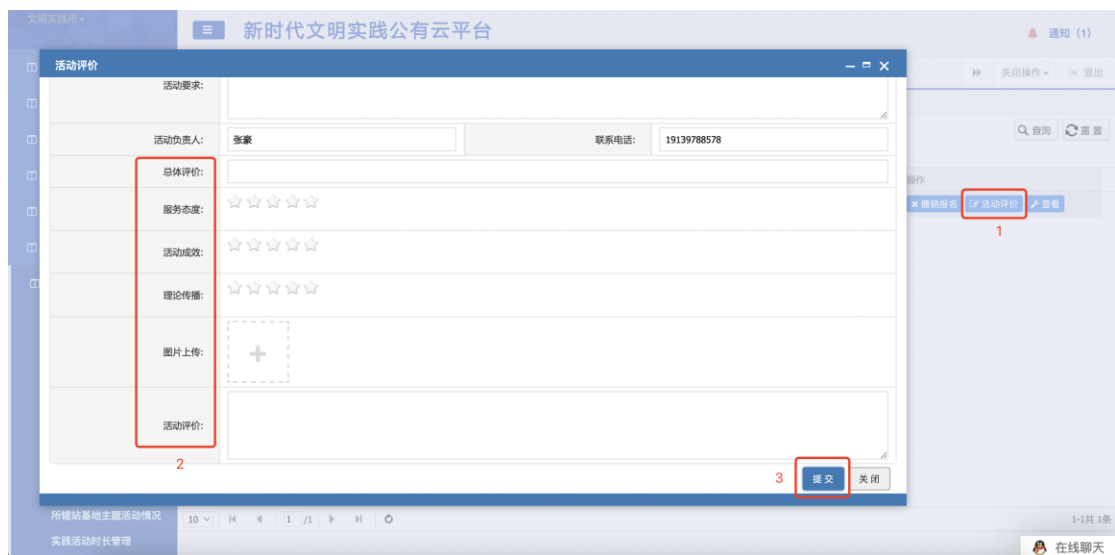 文明实践所
新时代文明实践公有云平台
通知 (1)
活动评价
关闭操作
退出
活动要求:
活动负责人: 张豪 联系电话: 19139788578
查询 重置
总体评价:
操作
服务态度:
撤销报名 活动评价 查看
1
活动成效:
理论传播:
图片上传:
活动评价:
2
3 提交 关闭
所辖站基地主题活动情况
10 1 /1 1-1共 1条
实践活动时长管理
在线聊天